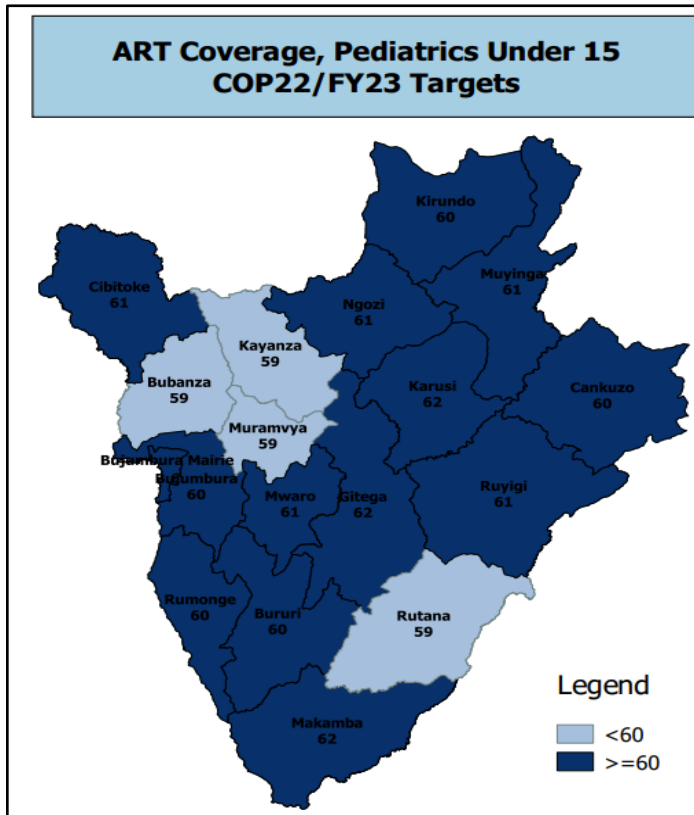 ART Coverage, Pediatrics Under 15
COP22/FY23 Targets
Kirundo
60
Cibitoke
61
Muyinga
61
Ngozi
61
Kayanza
59
Bubanza
59
Karusi
62
Cankuzo
60
Muramvya
59
Bujumbura Mairie
Bujumbura
60
Mwaro
61
Gitega
62
Ruyigi
61
Rumonge
60
Bururi
60
Rutana
59
Makamba
62
Legend
<60
>=60